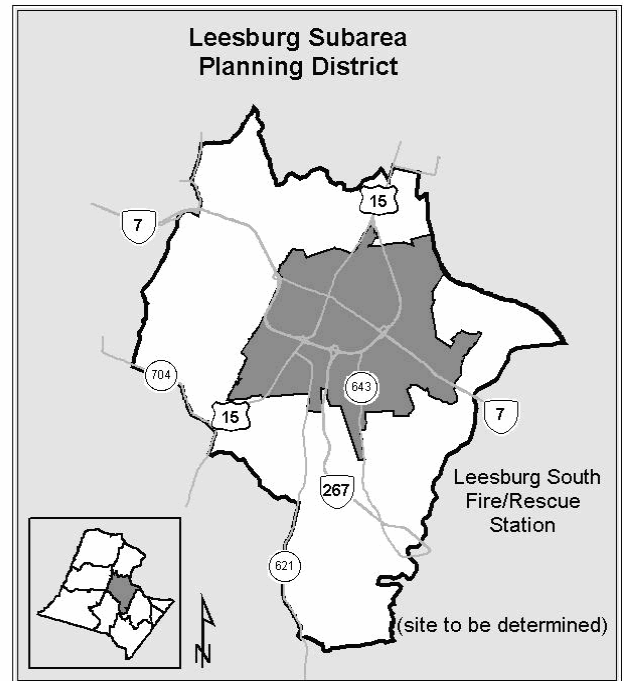 Leesburg Subarea
Planning District
15
7
704
643
15
7
Leesburg South
Fire/Rescue
Station
267
621
(site to be determined)
N